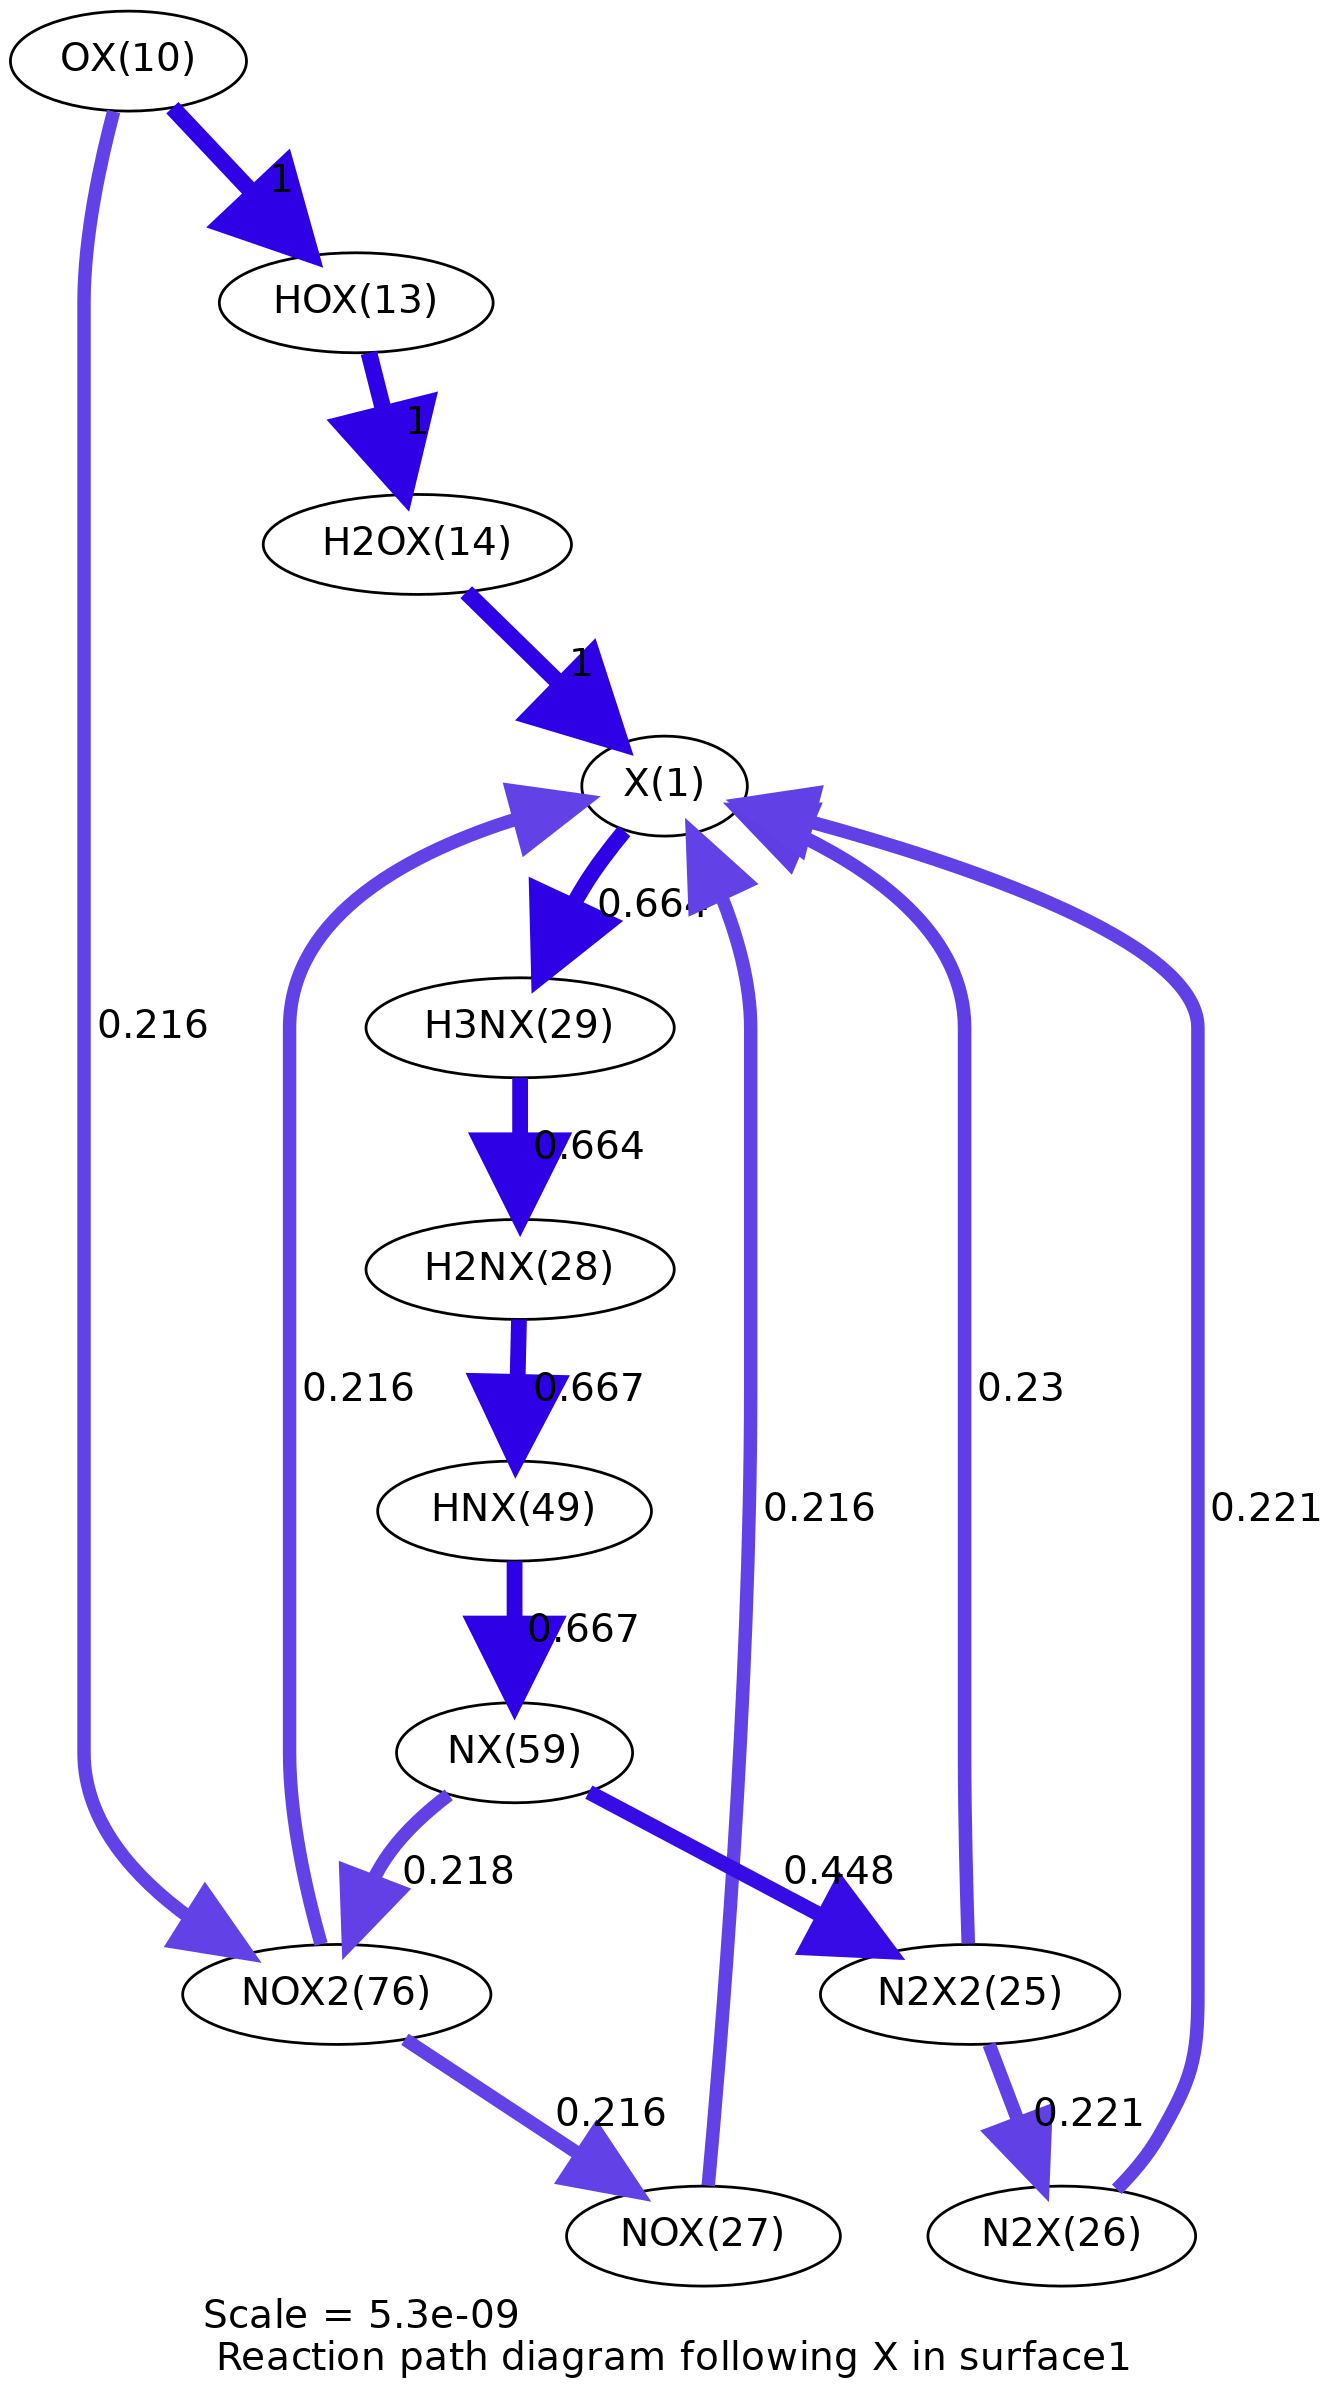 OX(10)
1
HOX(13)
1
H2OX(14)
1
X(1)
0.664
0.216
H3NX(29)
0.664
H2NX(28)
0.216
0.667
0.23
HNX(49)
0.216
0.221
0.667
NX(59)
0.218
0.448
NOX2(76)
N2X2(25)
0.216
0.221
NOX(27)
N2X(26)
Scale = 5.3e-09
Reaction path diagram following X in surface1